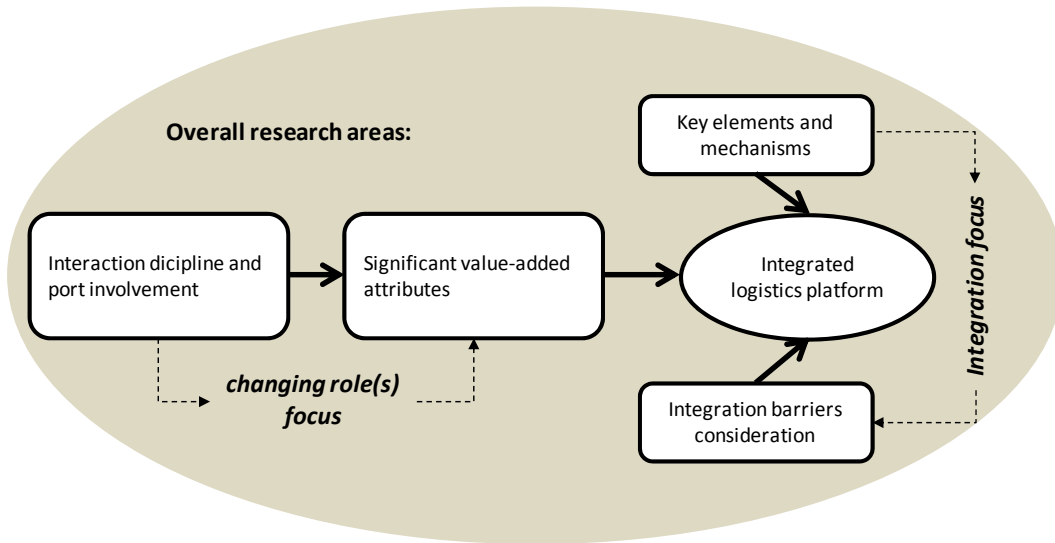 Overall research areas:
Key elements and
mechanisms
Interaction dicipline and
port involvement
Significant value-added
attributes
Integrated
logistics platform
Integration focus
changing role(s)
focus
Integration barriers
consideration